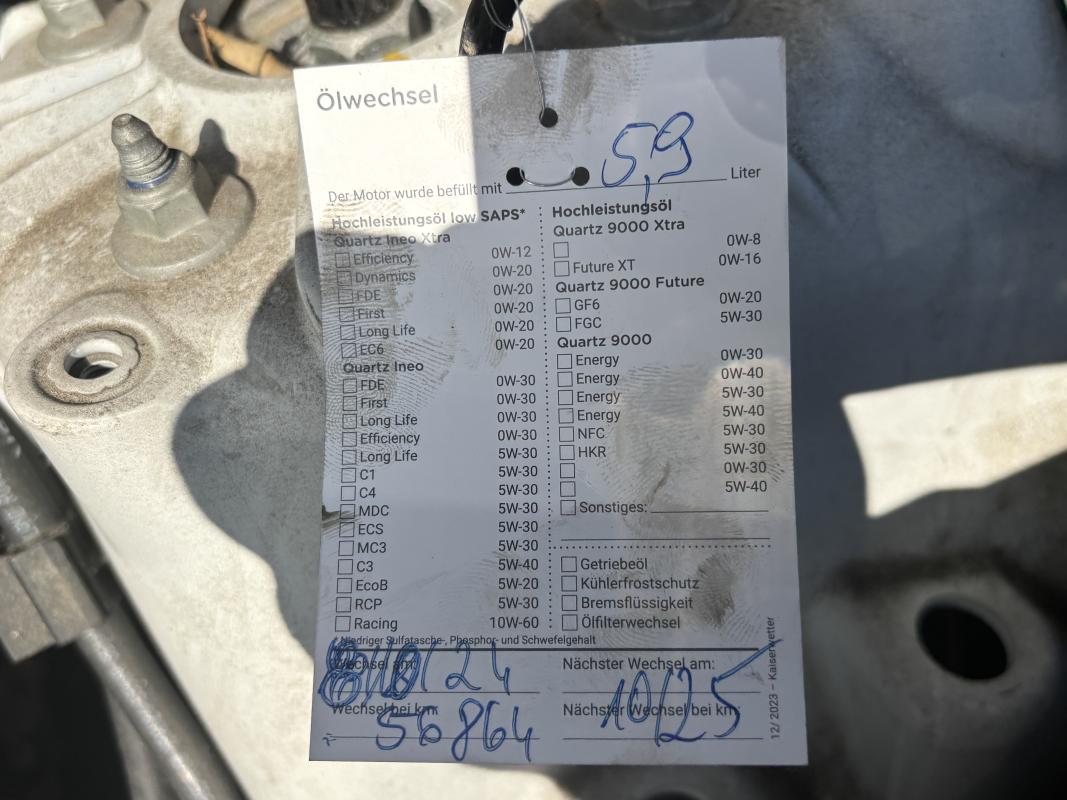 Ölwechsel
5,9
Der Motor wurde befüllt mit Liter
Hochleistungsöl low SAPS*
Quartz Ineo Xtra
Efficiency 0W-12
Dynamics 0W-20
FDE 0W-20
First 0W-20
Long Life 0W-20
EC6 0W-20
Quartz Ineo
FDE 0W-30
First 0W-30
Long Life 0W-30
Efficiency 0W-30
Long Life 5W-30
C1 5W-30
C4 5W-30
MDC 5W-30
ECS 5W-30
MC3 5W-30
C3 5W-40
EcoB 5W-20
RCP 5W-30
Racing 10W-60
* Niedriger Sulfatasche-, Phosphor- und Schwefelgehalt
Hochleistungsöl
Quartz 9000 Xtra
0W-8
Future XT 0W-16
Quartz 9000 Future
GF6 0W-20
FGC 5W-30
Quartz 9000
Energy 0W-30
Energy 0W-40
Energy 5W-30
Energy 5W-40
NFC 5W-30
HKR 5W-30
0W-30
5W-40
Sonstiges:
Getriebeöl
Kühlerfrostschutz
Bremsflüssigkeit
Ölfilterwechsel
Wechsel am:
/24
Wechsel bei km:
56864
Nächster Wechsel am:
10/25
Nächster Wechsel bei km:
12/2023 – Kaiserwetter